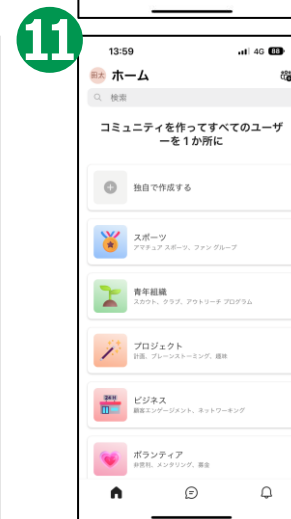 11
13:59
4G 88
田大 ホーム
検索
コミュニティを作ってすべてのユーザ
ーを1か所に
独自で作成する
スポーツ
アマチュア スポーツ、ファン グループ
青年組織
スカウト、クラブ、アウトリーチ プログラム
プロジェクト
計画、ブレーンストーミング、趣味
ビジネス
顧客エンゲージメント、ネットワーキング
ボランティア
非営利、メンタリング、募金